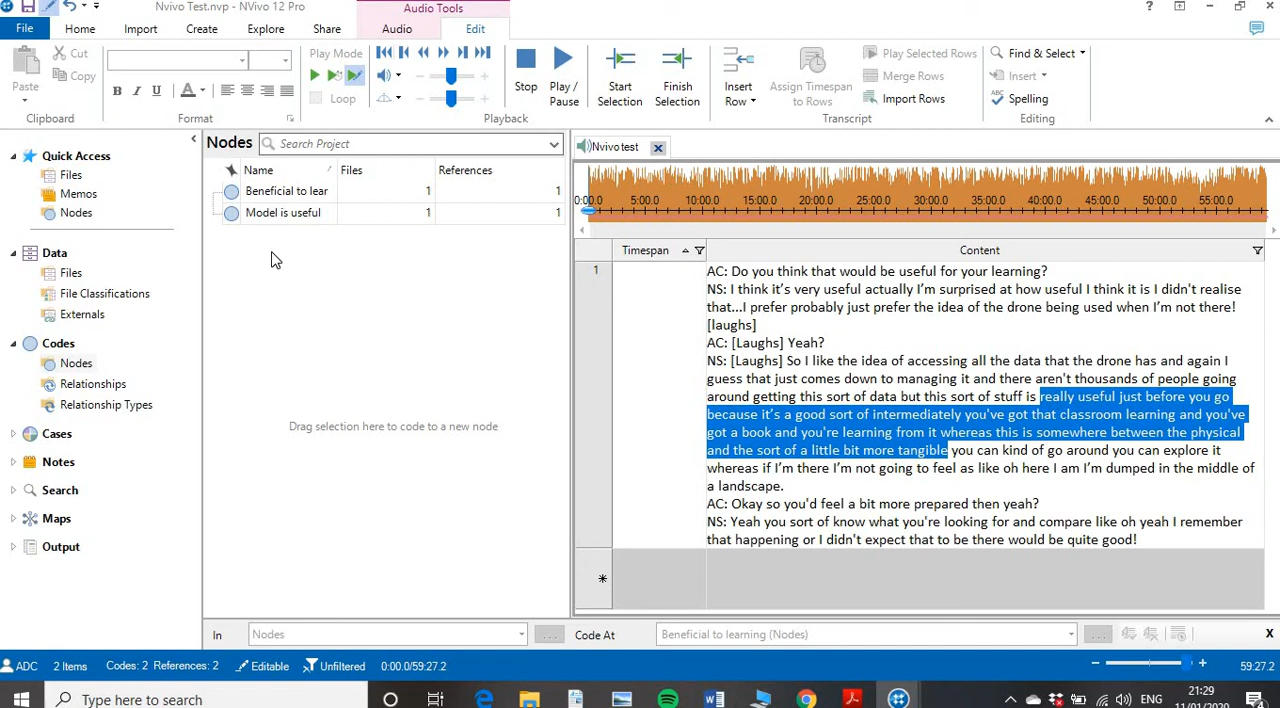 Nvivo Test.nvp - NVivo 12 Pro
Audio Tools
File Home Import Create Explore Share Audio Edit
Paste
Cut
Copy
Clipboard
B I U A
Format
Play Mode
Loop
Stop
Play / Pause
Start Selection
Finish Selection
Playback
Insert Row
Assign Timespan to Rows
Play Selected Rows
Merge Rows
Import Rows
Transcript
Find & Select
Insert
Spelling
Editing
Quick Access
Files
Memos
Nodes
Data
Files
File Classifications
Externals
Codes
Nodes
Relationships
Relationship Types
Cases
Notes
Search
Maps
Output
Nodes
Search Project
Name Files References
Beneficial to lear 1 1
Model is useful 1 1
Drag selection here to code to a new node
Nvivo test
0:00.0 5:00.0 10:00.0 15:00.0 20:00.0 25:00.0 30:00.0 35:00.0 40:00.0 45:00.0 50:00.0 55:00.0
Timespan Content
1
AC: Do you think that would be useful for your learning?
NS: I think it's very useful actually I'm surprised at how useful I think it is I didn't realise
that...I prefer probably just prefer the idea of the drone being used when I'm not there!
[laughs]
AC: [Laughs] Yeah?
NS: [Laughs] So I like the idea of accessing all the data that the drone has and again I
guess that just comes down to managing it and there aren't thousands of people going
around getting this sort of data but this sort of stuff is really useful just before you go
because it's a good sort of intermediately you've got that classroom learning and you've
got a book and you're learning from it whereas this is somewhere between the physical
and the sort of a little bit more tangible you can kind of go around you can explore it
whereas if I'm there I'm not going to feel as like oh here I am I'm dumped in the middle of
a landscape.
AC: Okay so you'd feel a bit more prepared then yeah?
NS: Yeah you sort of know what you're looking for and compare like oh yeah I remember
that happening or I didn't expect that to be there would be quite good!
In Nodes ... Code At Beneficial to learning (Nodes) ... X
ADC 2 Items Codes: 2 References: 2 Editable Unfiltered 0:00.0/59:27.2 59:27.2
Type here to search
ENG
21:29
11/01/2020